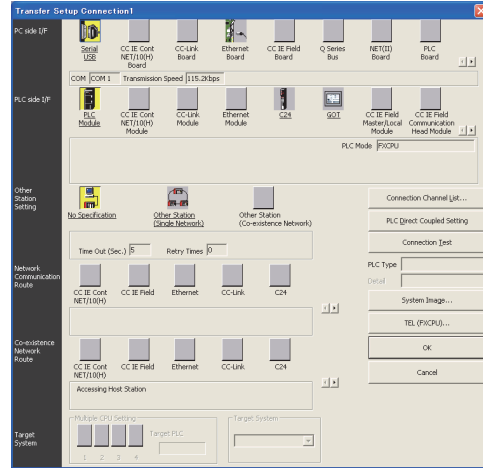 Transfer Setup Connection1
PC side I/F
Serial USB
CC IE Cont NET/10(H) Board
CC-Link Board
Ethernet Board
CC IE Field Board
Q Series Bus
NET(II) Board
PLC Board
COM COM 1 Transmission Speed 115.2Kbps
PLC side I/F
PLC Module
CC IE Cont NET/10(H) Module
CC-Link Module
Ethernet Module
C24
GOT
CC IE Field Master/Local Module
CC IE Field Communication Head Module
PLC Mode FXCPU
Other Station Setting
No Specification
Other Station (Single Network)
Other Station (Co-existence Network)
Time Out (Sec.) 5 Retry Times 0
Connection Channel List...
PLC Direct Coupled Setting
Connection Test
PLC Type
Detail
System Image...
TEL (FXCPU)...
OK
Cancel
Network Communication Route
CC IE Cont NET/10(H)
CC IE Field
Ethernet
CC-Link
C24
Co-existence Network Route
CC IE Cont NET/10(H)
CC IE Field
Ethernet
CC-Link
C24
Accessing Host Station
Target System
Multiple CPU Setting
1 2 3 4
Target PLC
Target System